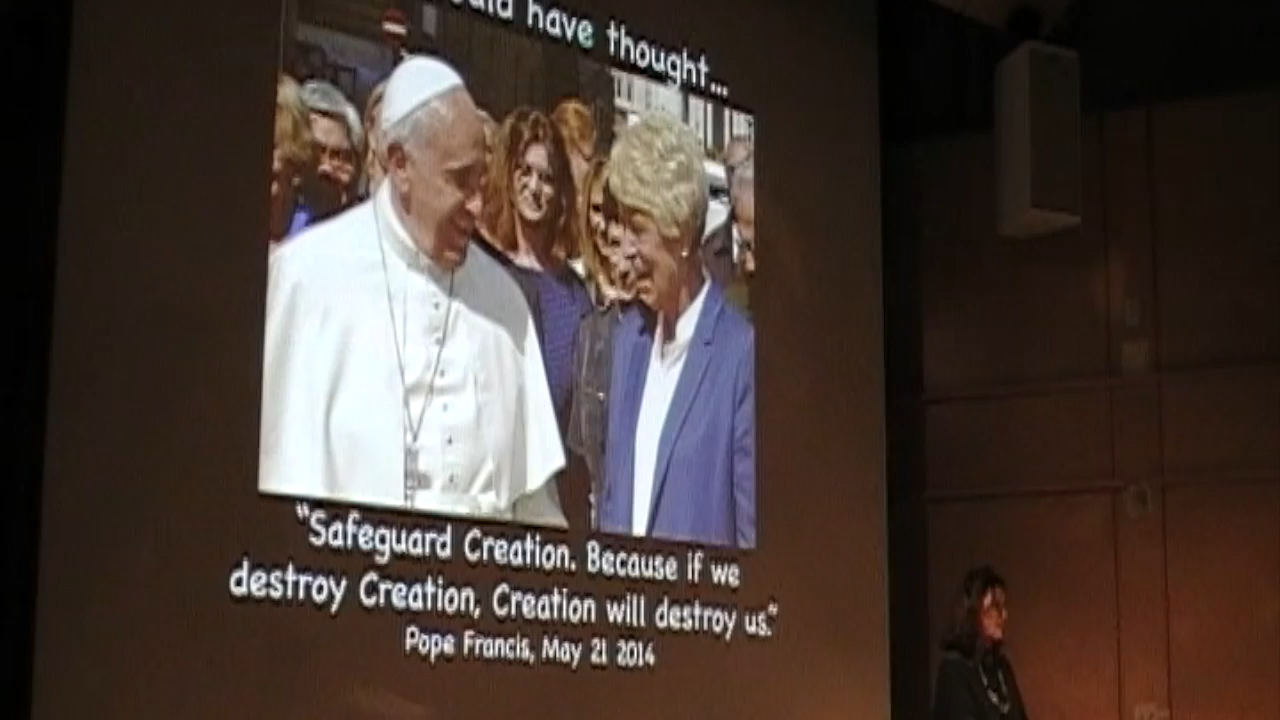 have thought...
"Safeguard Creation. Because if we
destroy Creation, Creation will destroy us."
Pope Francis, May 21 2014